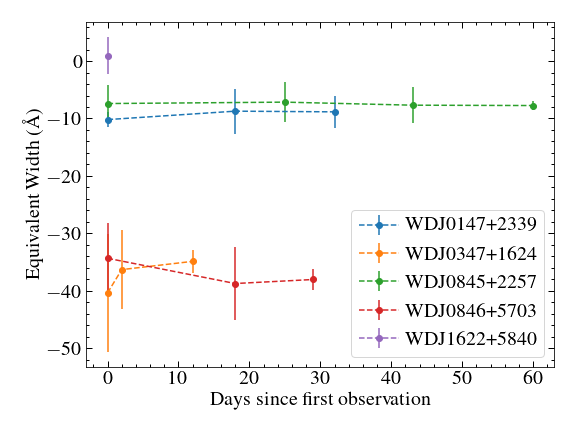 0
−10
−20
−30
−40
−50
Equivalent Width (Å)
WDJ0147+2339
WDJ0347+1624
WDJ0845+2257
WDJ0846+5703
WDJ1622+5840
0 10 20 30 40 50 60
Days since first observation